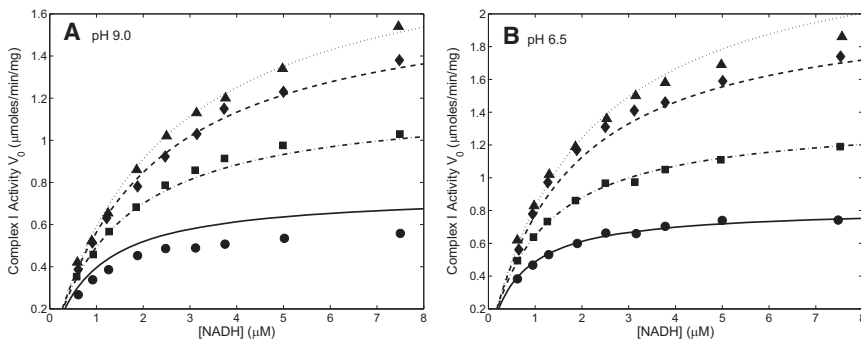 A pH 9.0
Complex I Activity V0 (μmoles/min/mg)
1.6
1.4
1.2
1
0.8
0.6
0.4
0.2
0 1 2 3 4 5 6 7 8
[NADH] (μM)
B pH 6.5
Complex I Activity V0 (μmoles/min/mg)
2
1.8
1.6
1.4
1.2
1
0.8
0.6
0.4
0.2
0 1 2 3 4 5 6 7 8
[NADH] (μM)